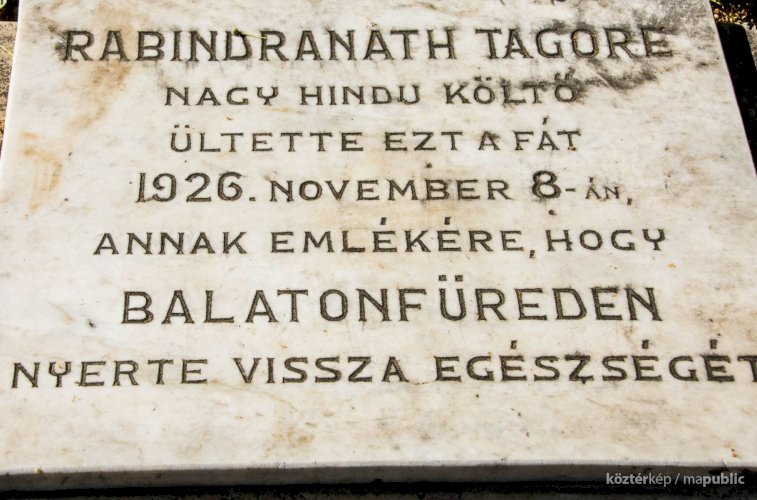 RABINDRANATH TAGORE
NAGY HINDU KÖLTŐ
ÜLTETTE EZT A FÁT
1926. NOVEMBER 8-ÁN,
ANNAK EMLÉKÉRE, HOGY
BALATONFÜREDEN
NYERTE VISSZA EGÉSZSÉGÉT
köztérkép / mapublic